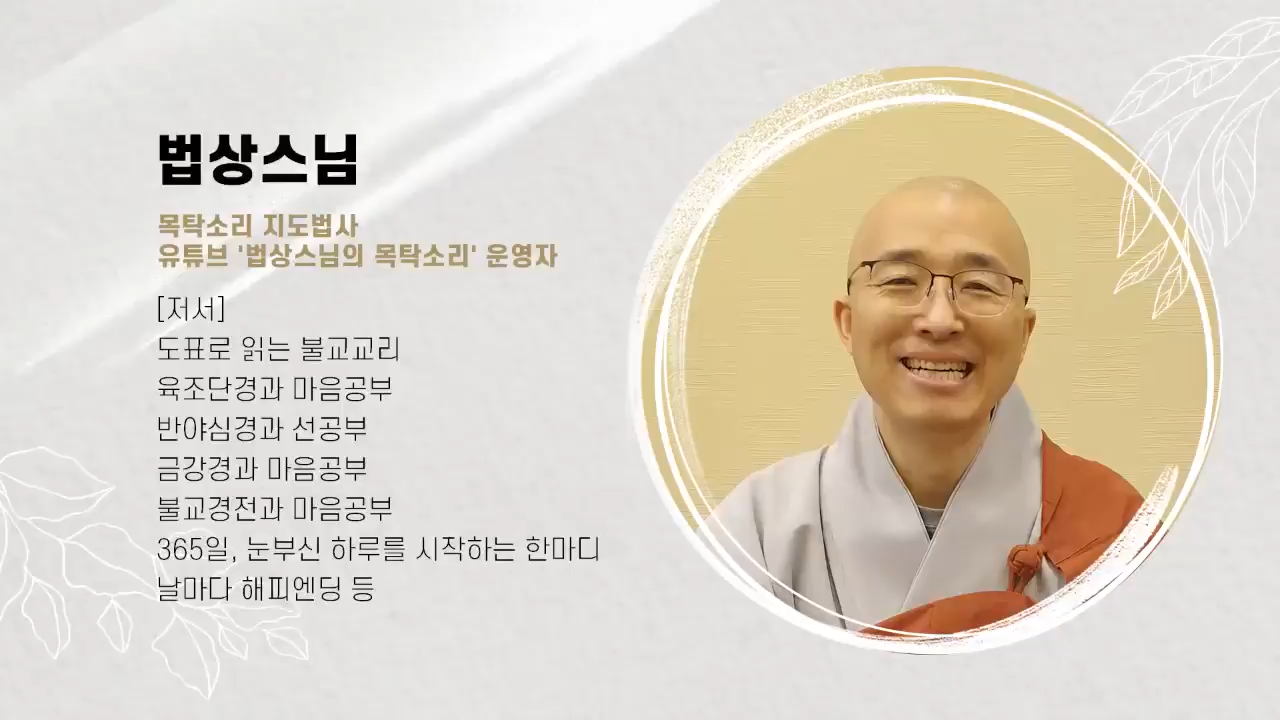 법상스님
목탁소리 지도법사
유튜브 '법상스님의 목탁소리' 운영자
[저서]
도표로 읽는 불교교리
육조단경과 마음공부
반야심경과 선공부
금강경과 마음공부
불교경전과 마음공부
365일, 눈부신 하루를 시작하는 한마디
날마다 해피엔딩 등